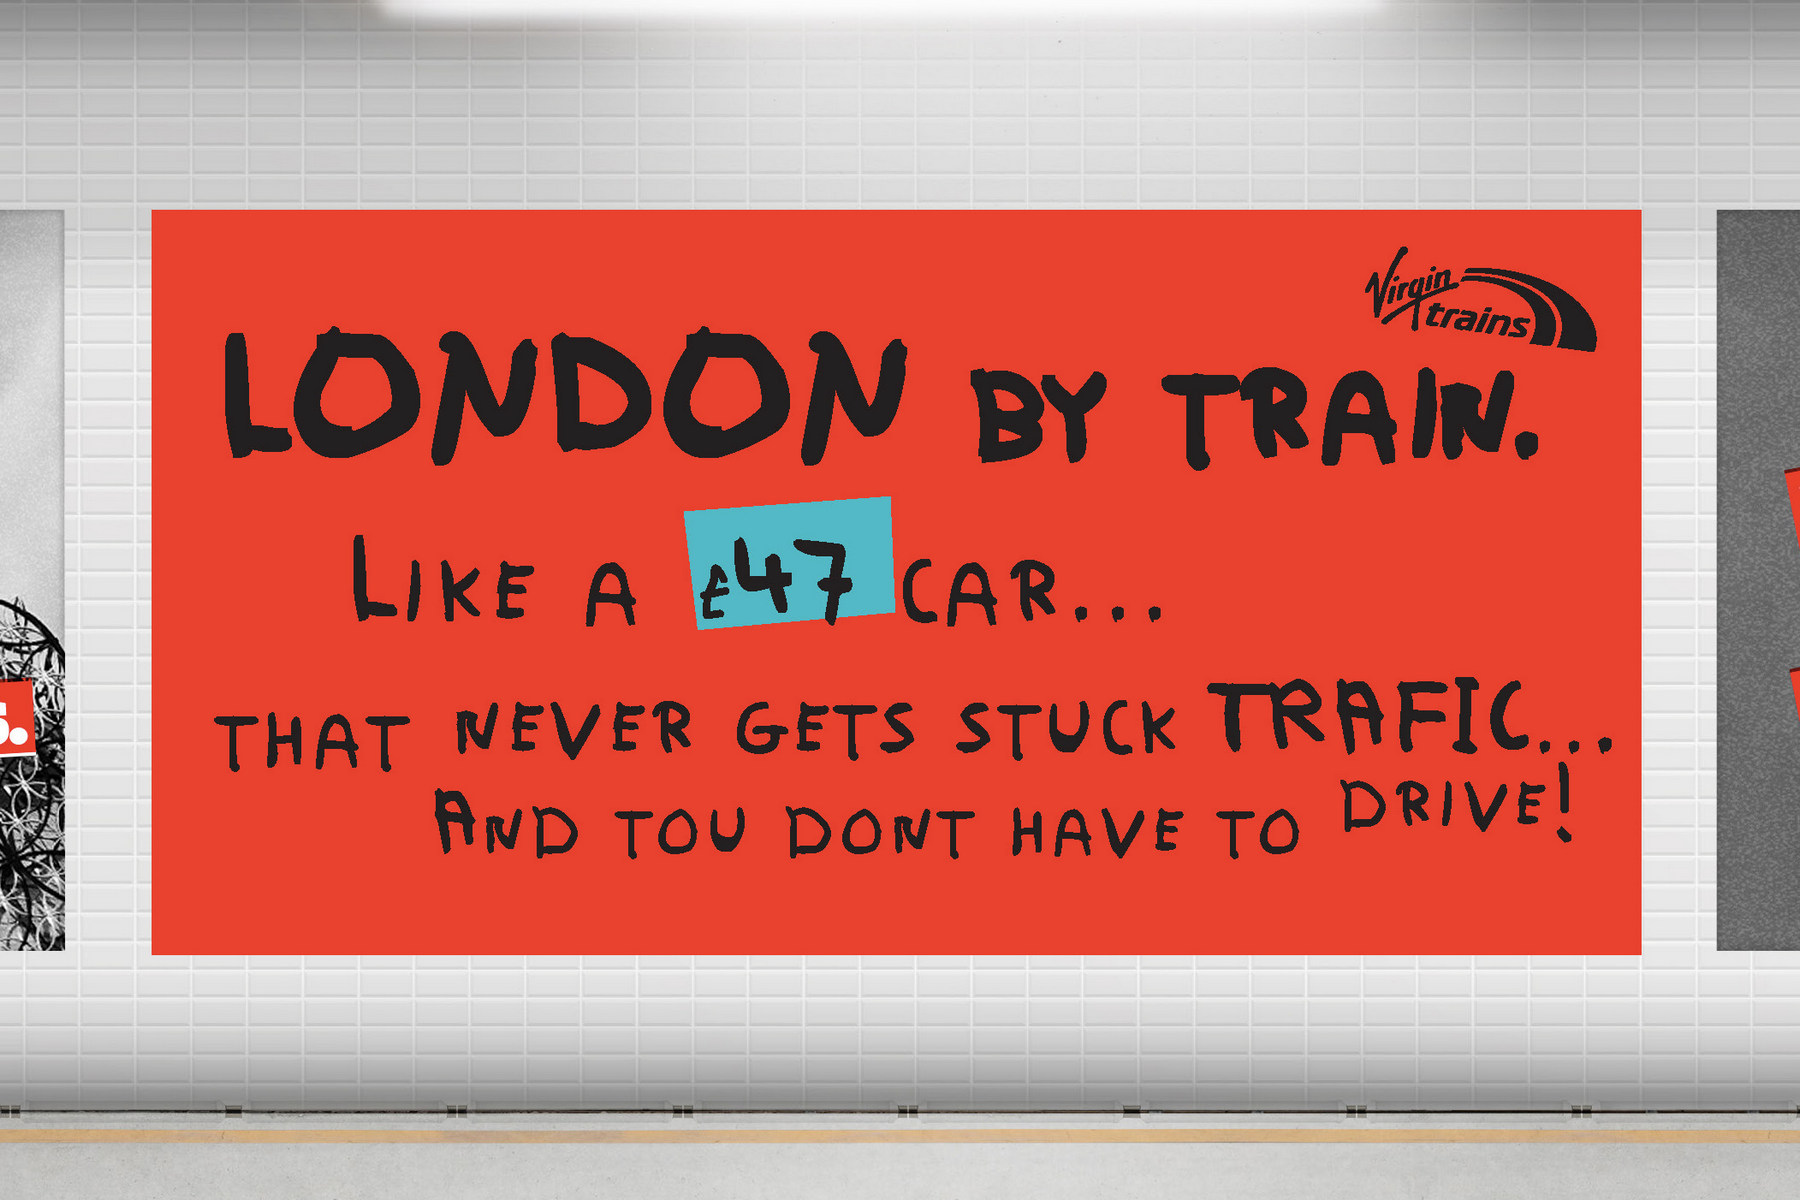 Virgin
trains
LONDON BY TRAIN.
LIKE A £47 CAR...
THAT NEVER GETS STUCK TRAFIC...
AND TOU DONT HAVE TO DRIVE!
S.